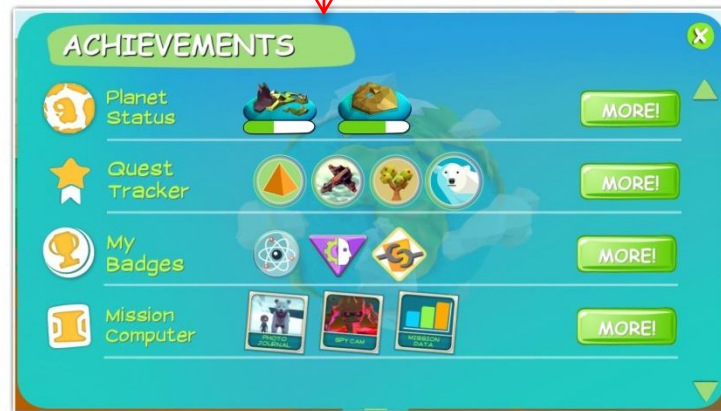 ACHIEVEMENTS
X
Planet
Status
MORE!
Quest
Tracker
MORE!
My
Badges
MORE!
Mission
Computer
PHOTO
JOURNAL
SPY CAM
MISSION
DATA
MORE!